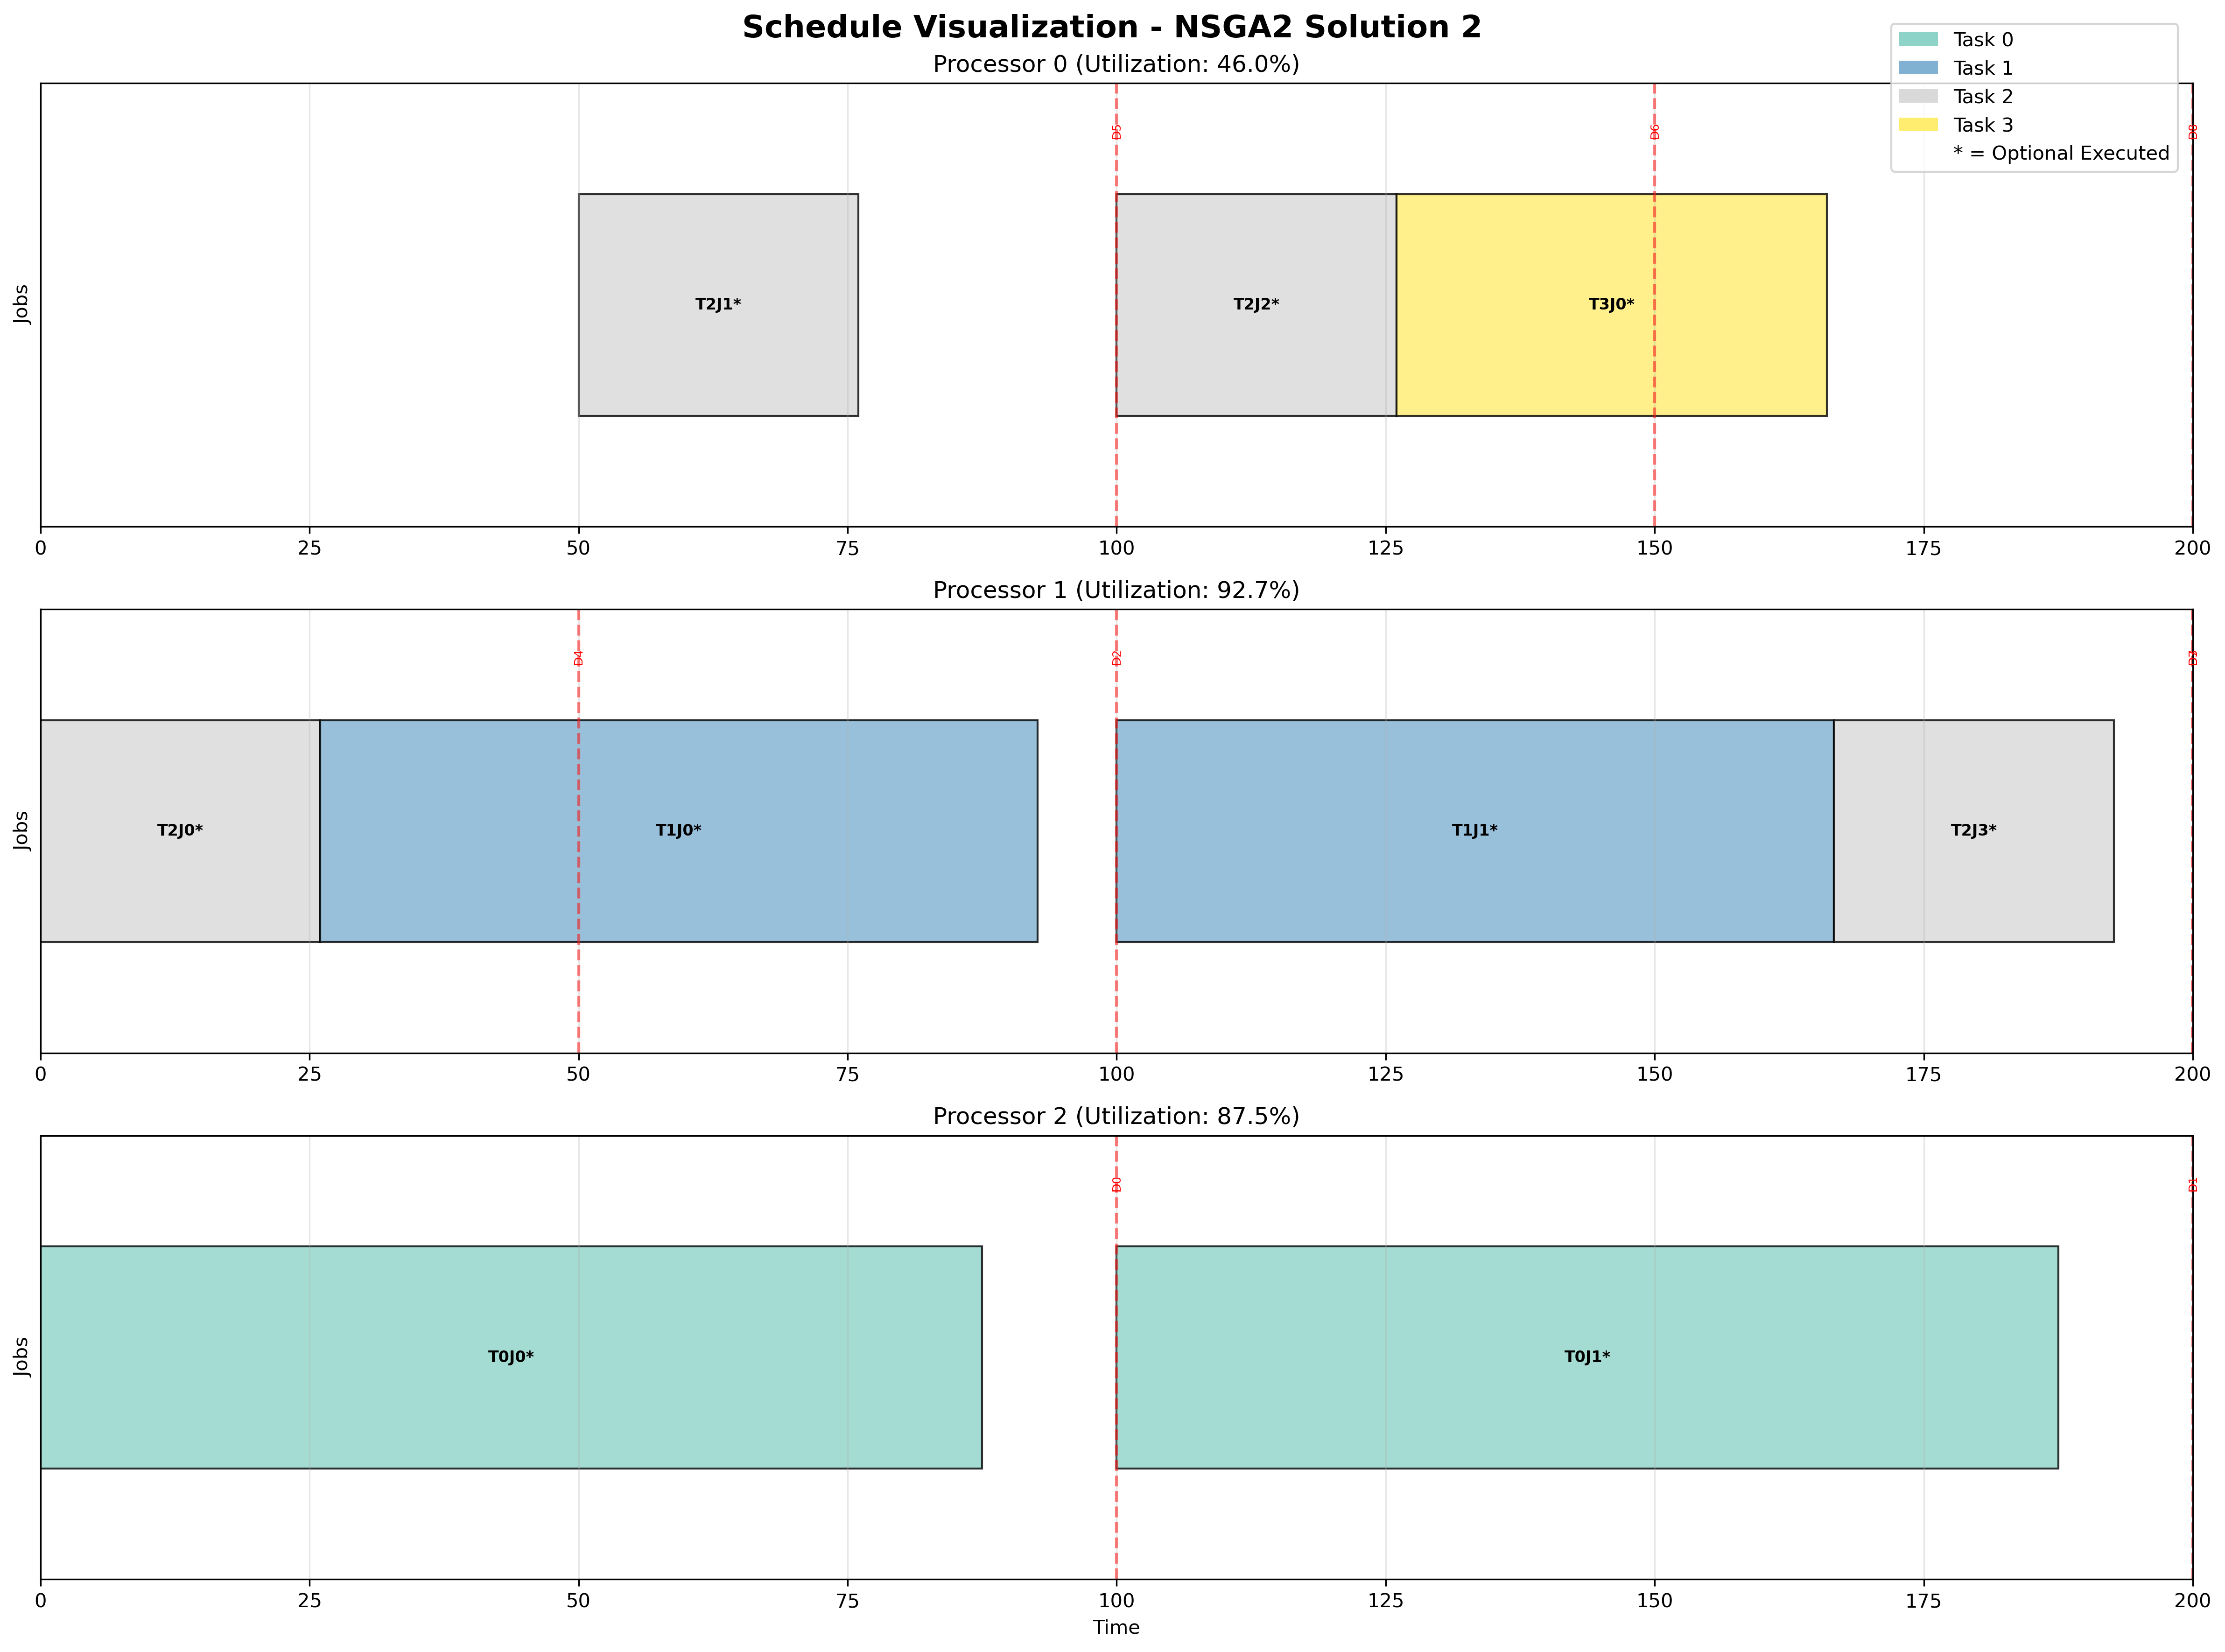 Schedule Visualization - NSGA2 Solution 2
Processor 0 (Utilization: 46.0%)
Task 0
Task 1
Task 2
Task 3
* = Optional Executed
D5
D6
Jobs
T2J1*
T2J2*
T3J0*
0 25 50 75 100 125 150 175 200
Processor 1 (Utilization: 92.7%)
D4
D2
Jobs
T2J0*
T1J0*
T1J1*
T2J3*
0 25 50 75 100 125 150 175 200
Processor 2 (Utilization: 87.5%)
D0
D1
Jobs
T0J0*
T0J1*
0 25 50 75 100 125 150 175 200
Time